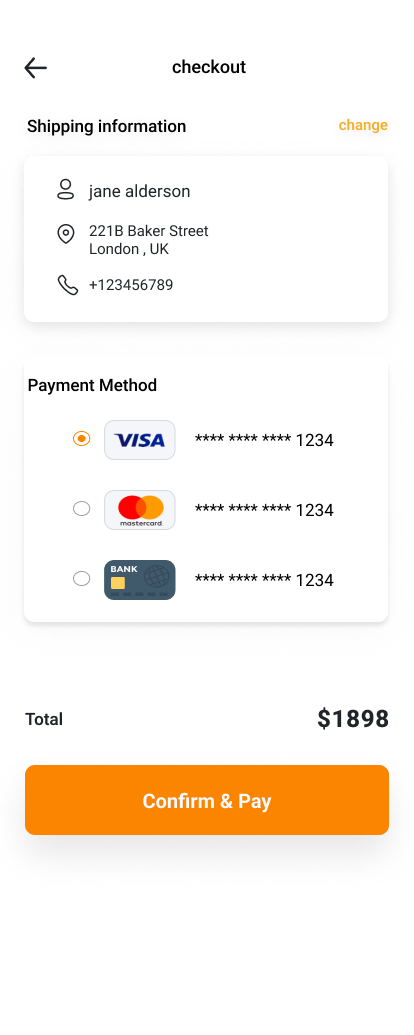 checkout
Shipping information
change
jane alderson
221B Baker Street
London , UK
+123456789
Payment Method
VISA
**** **** **** 1234
mastercard.
**** **** **** 1234
BANK
**** **** **** 1234
Total
$1898
Confirm & Pay